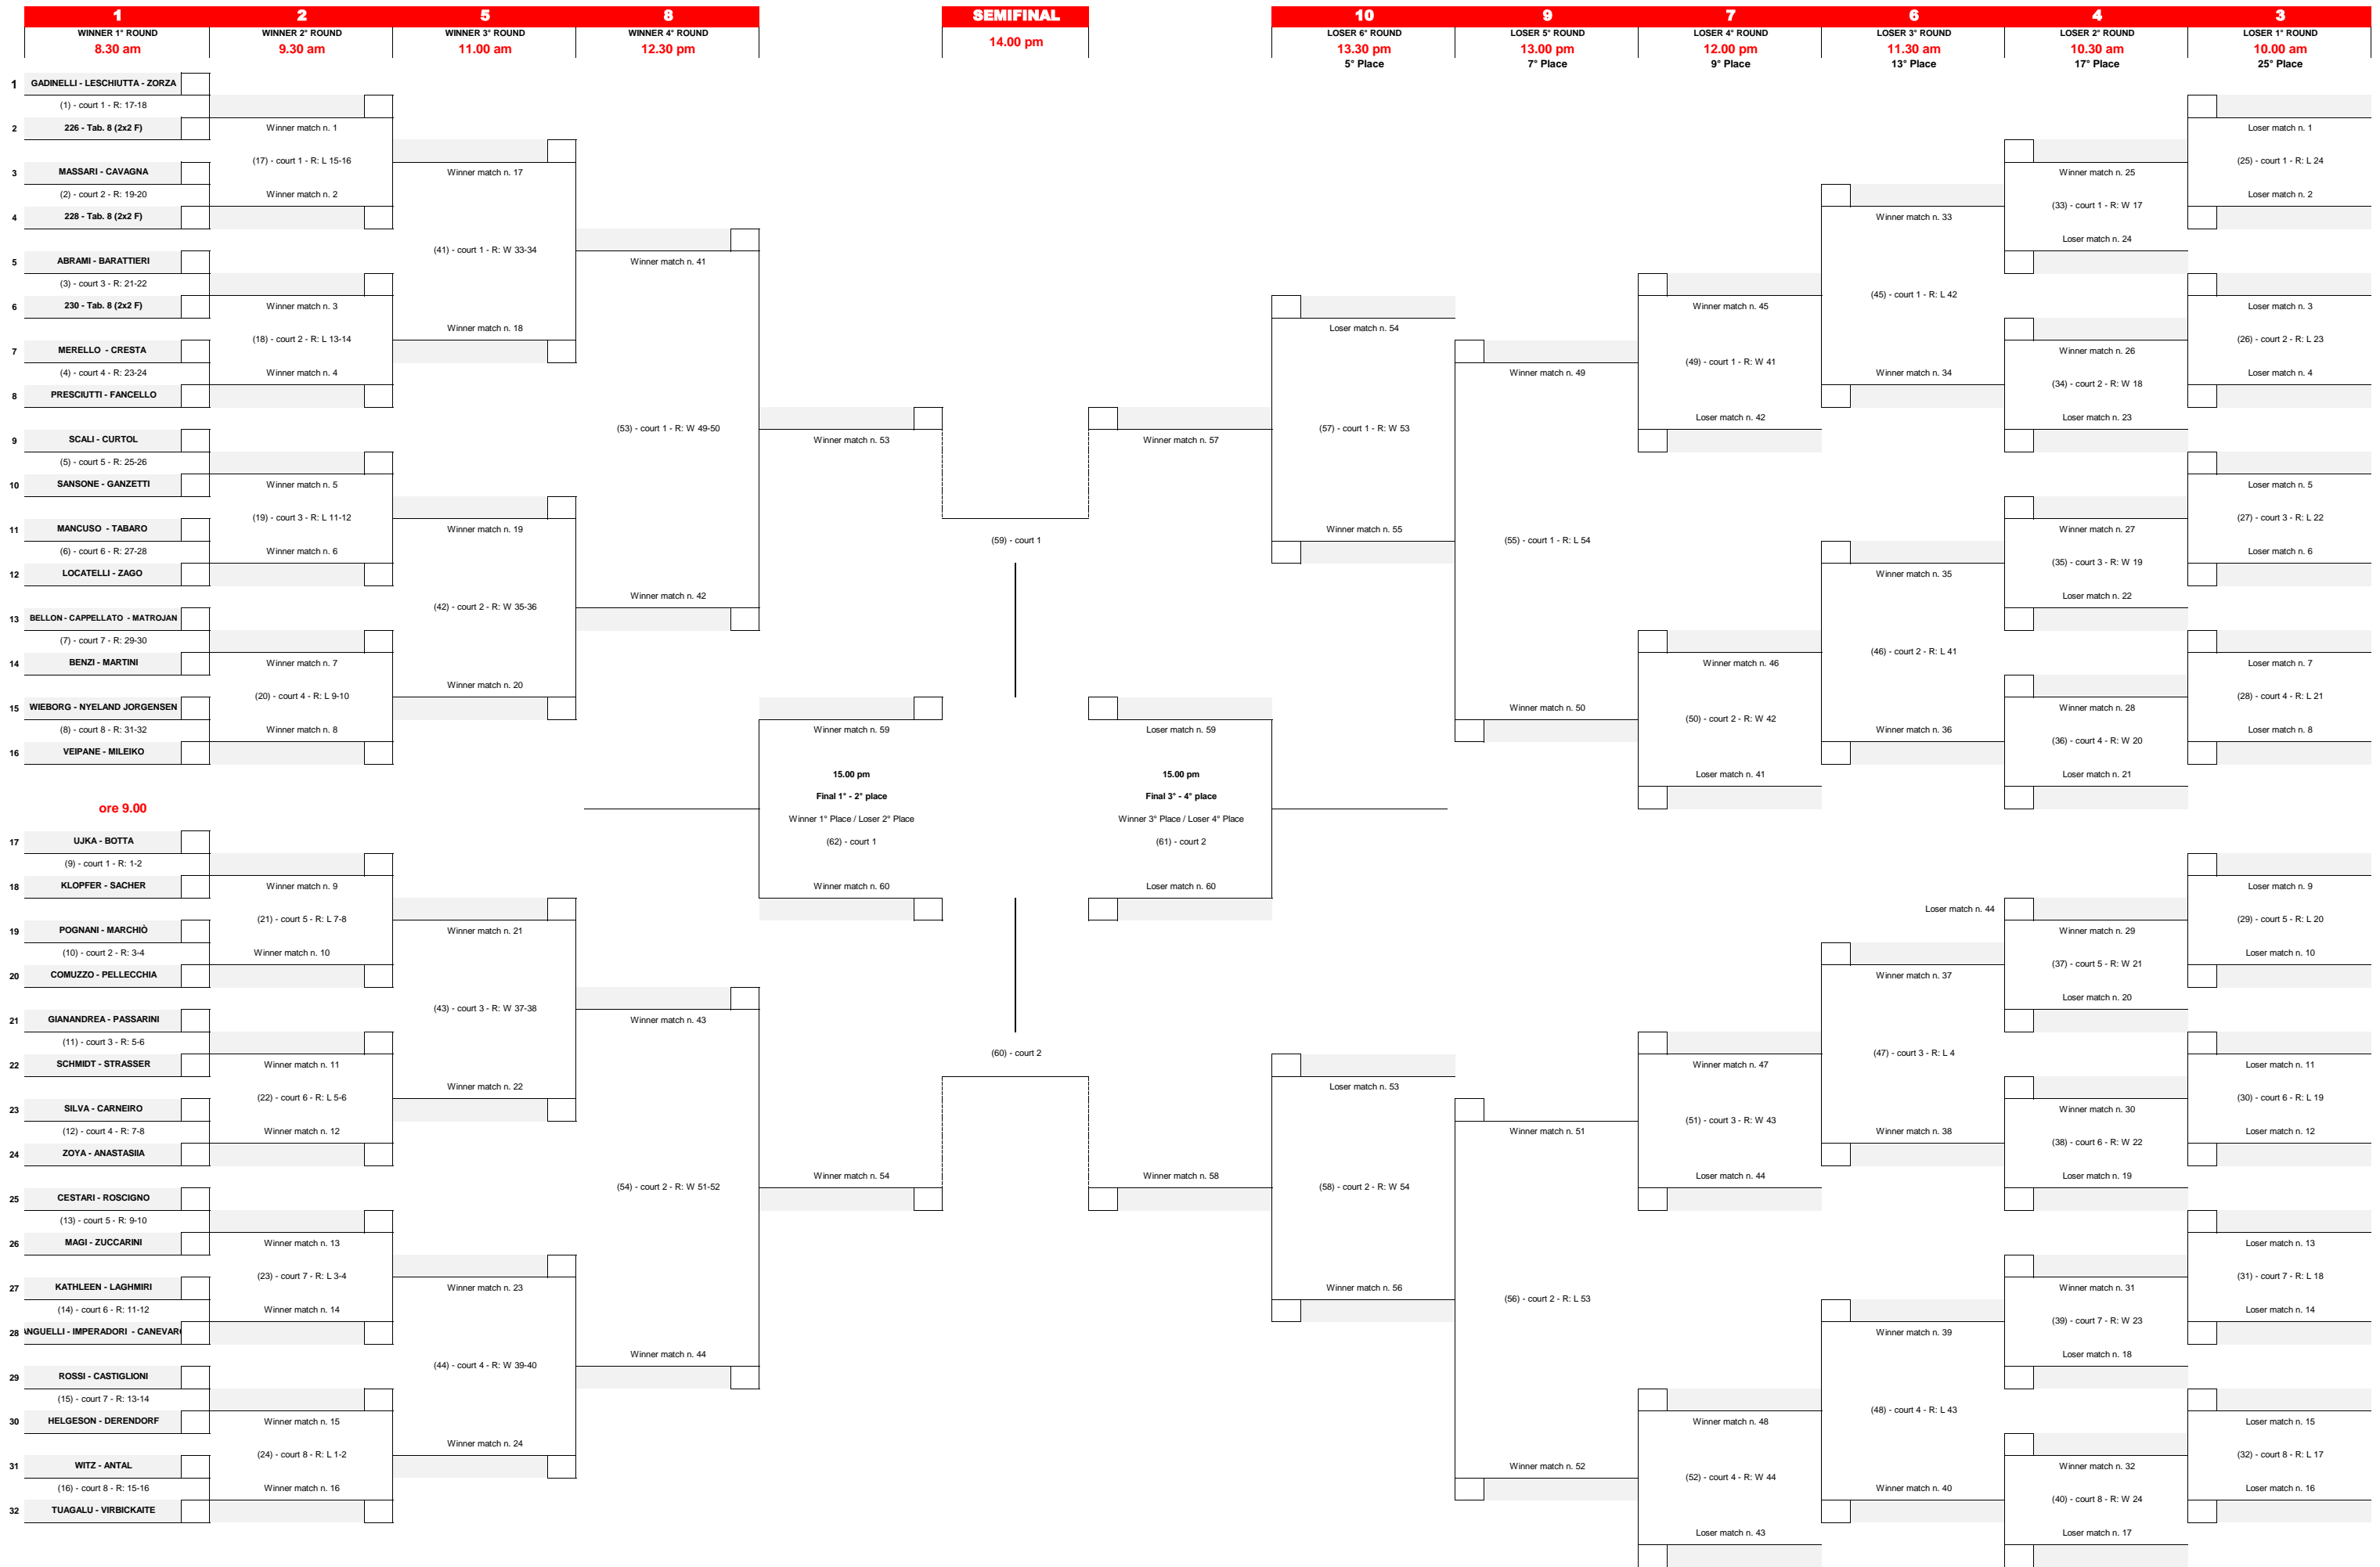 1
2
5
8
SEMIFINAL
10
9
7
6
4
3
WINNER 1° ROUND
WINNER 2° ROUND
WINNER 3° ROUND
WINNER 4° ROUND
LOSER 6° ROUND
LOSER 5° ROUND
LOSER 4° ROUND
LOSER 3° ROUND
LOSER 2° ROUND
LOSER 1° ROUND
8.30 am
9.30 am
11.00 am
12.30 pm
14.00 pm
13.30 pm
13.00 pm
12.00 pm
11.30 am
10.30 am
10.00 am
5° Place
7° Place
9° Place
13° Place
17° Place
25° Place
1 GADINELLI - LESCHIUTTA - ZORZA
(1) - court 1 - R: 17-18
2 226 - Tab. 8 (2x2 F)
3 MASSARI - CAVAGNA
(2) - court 2 - R: 19-20
4 228 - Tab. 8 (2x2 F)
5 ABRAMI - BARATTIERI
(3) - court 3 - R: 21-22
6 230 - Tab. 8 (2x2 F)
7 MERELLO - CRESTA
(4) - court 4 - R: 23-24
8 PRESCIUTTI - FANCELLO
9 SCALI - CURTOL
(5) - court 5 - R: 25-26
10 SANSONE - GANZETTI
11 MANCUSO - TABARO
(6) - court 6 - R: 27-28
12 LOCATELLI - ZAGO
13 BELLON - CAPPELLATO - MATROJAN
(7) - court 7 - R: 29-30
14 BENZI - MARTINI
15 WIEBORG - NYELAND JORGENSEN
(8) - court 8 - R: 31-32
16 VEIPANE - MILEIKO
ore 9.00
17 UJKA - BOTTA
(9) - court 1 - R: 1-2
18 KLOPFER - SACHER
19 POGNANI - MARCHIÒ
(10) - court 2 - R: 3-4
20 COMUZZO - PELLECCHIA
21 GIANANDREA - PASSARINI
(11) - court 3 - R: 5-6
22 SCHMIDT - STRASSER
23 SILVA - CARNEIRO
(12) - court 4 - R: 7-8
24 ZOYA - ANASTASIIA
25 CESTARI - ROSCIGNO
(13) - court 5 - R: 9-10
26 MAGI - ZUCCARINI
27 KATHLEEN - LAGHMIRI
(14) - court 6 - R: 11-12
28 ANGUELLI - IMPERADORI - CANEVAR
29 ROSSI - CASTIGLIONI
(15) - court 7 - R: 13-14
30 HELGESON - DERENDORF
31 WITZ - ANTAL
(16) - court 8 - R: 15-16
32 TUAGALU - VIRBICKAITE
Winner match n. 1
(17) - court 1 - R: L 15-16
Winner match n. 2
Winner match n. 3
(18) - court 2 - R: L 13-14
Winner match n. 4
Winner match n. 5
(19) - court 3 - R: L 11-12
Winner match n. 6
Winner match n. 7
(20) - court 4 - R: L 9-10
Winner match n. 8
Winner match n. 9
(21) - court 5 - R: L 7-8
Winner match n. 10
Winner match n. 11
(22) - court 6 - R: L 5-6
Winner match n. 12
Winner match n. 13
(23) - court 7 - R: L 3-4
Winner match n. 14
Winner match n. 15
(24) - court 8 - R: L 1-2
Winner match n. 16
Winner match n. 17
(41) - court 1 - R: W 33-34
Winner match n. 18
Winner match n. 19
(42) - court 2 - R: W 35-36
Winner match n. 20
Winner match n. 21
(43) - court 3 - R: W 37-38
Winner match n. 22
Winner match n. 23
(44) - court 4 - R: W 39-40
Winner match n. 24
Winner match n. 41
(53) - court 1 - R: W 49-50
Winner match n. 42
Winner match n. 43
(54) - court 2 - R: W 51-52
Winner match n. 44
Winner match n. 53
Winner match n. 59
15.00 pm
Final 1° - 2° place
Winner 1° Place / Loser 2° Place
(62) - court 1
Winner match n. 60
Winner match n. 54
(59) - court 1
(60) - court 2
Winner match n. 57
Loser match n. 59
15.00 pm
Final 3° - 4° place
Winner 3° Place / Loser 4° Place
(61) - court 2
Loser match n. 60
Winner match n. 58
Loser match n. 54
(57) - court 1 - R: W 53
Winner match n. 55
Loser match n. 53
(58) - court 2 - R: W 54
Winner match n. 56
Winner match n. 49
(55) - court 1 - R: L 54
Winner match n. 50
Winner match n. 51
(56) - court 2 - R: L 53
Winner match n. 52
Winner match n. 45
(49) - court 1 - R: W 41
Loser match n. 42
Winner match n. 46
(50) - court 2 - R: W 42
Loser match n. 41
Winner match n. 47
(51) - court 3 - R: W 43
Loser match n. 44
Winner match n. 48
(52) - court 4 - R: W 44
Loser match n. 43
Winner match n. 33
(45) - court 1 - R: L 42
Winner match n. 34
Winner match n. 35
(46) - court 2 - R: L 41
Winner match n. 36
Loser match n. 44
Winner match n. 37
(47) - court 3 - R: L 4
Winner match n. 38
Winner match n. 39
(48) - court 4 - R: L 43
Winner match n. 40
Winner match n. 25
(33) - court 1 - R: W 17
Loser match n. 24
Winner match n. 26
(34) - court 2 - R: W 18
Loser match n. 23
Winner match n. 27
(35) - court 3 - R: W 19
Loser match n. 22
Winner match n. 28
(36) - court 4 - R: W 20
Loser match n. 21
Winner match n. 29
(37) - court 5 - R: W 21
Loser match n. 20
Winner match n. 30
(38) - court 6 - R: W 22
Loser match n. 19
Winner match n. 31
(39) - court 7 - R: W 23
Loser match n. 18
Winner match n. 32
(40) - court 8 - R: W 24
Loser match n. 17
Loser match n. 1
(25) - court 1 - R: L 24
Loser match n. 2
Loser match n. 3
(26) - court 2 - R: L 23
Loser match n. 4
Loser match n. 5
(27) - court 3 - R: L 22
Loser match n. 6
Loser match n. 7
(28) - court 4 - R: L 21
Loser match n. 8
Loser match n. 9
(29) - court 5 - R: L 20
Loser match n. 10
Loser match n. 11
(30) - court 6 - R: L 19
Loser match n. 12
Loser match n. 13
(31) - court 7 - R: L 18
Loser match n. 14
Loser match n. 15
(32) - court 8 - R: L 17
Loser match n. 16